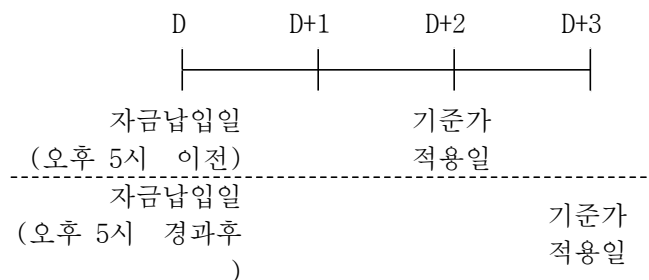 D D+1 D+2 D+3
자금납입일 기준가
(오후 5시 이전) 적용일
자금납입일
(오후 5시 경과후
)
기준가
적용일